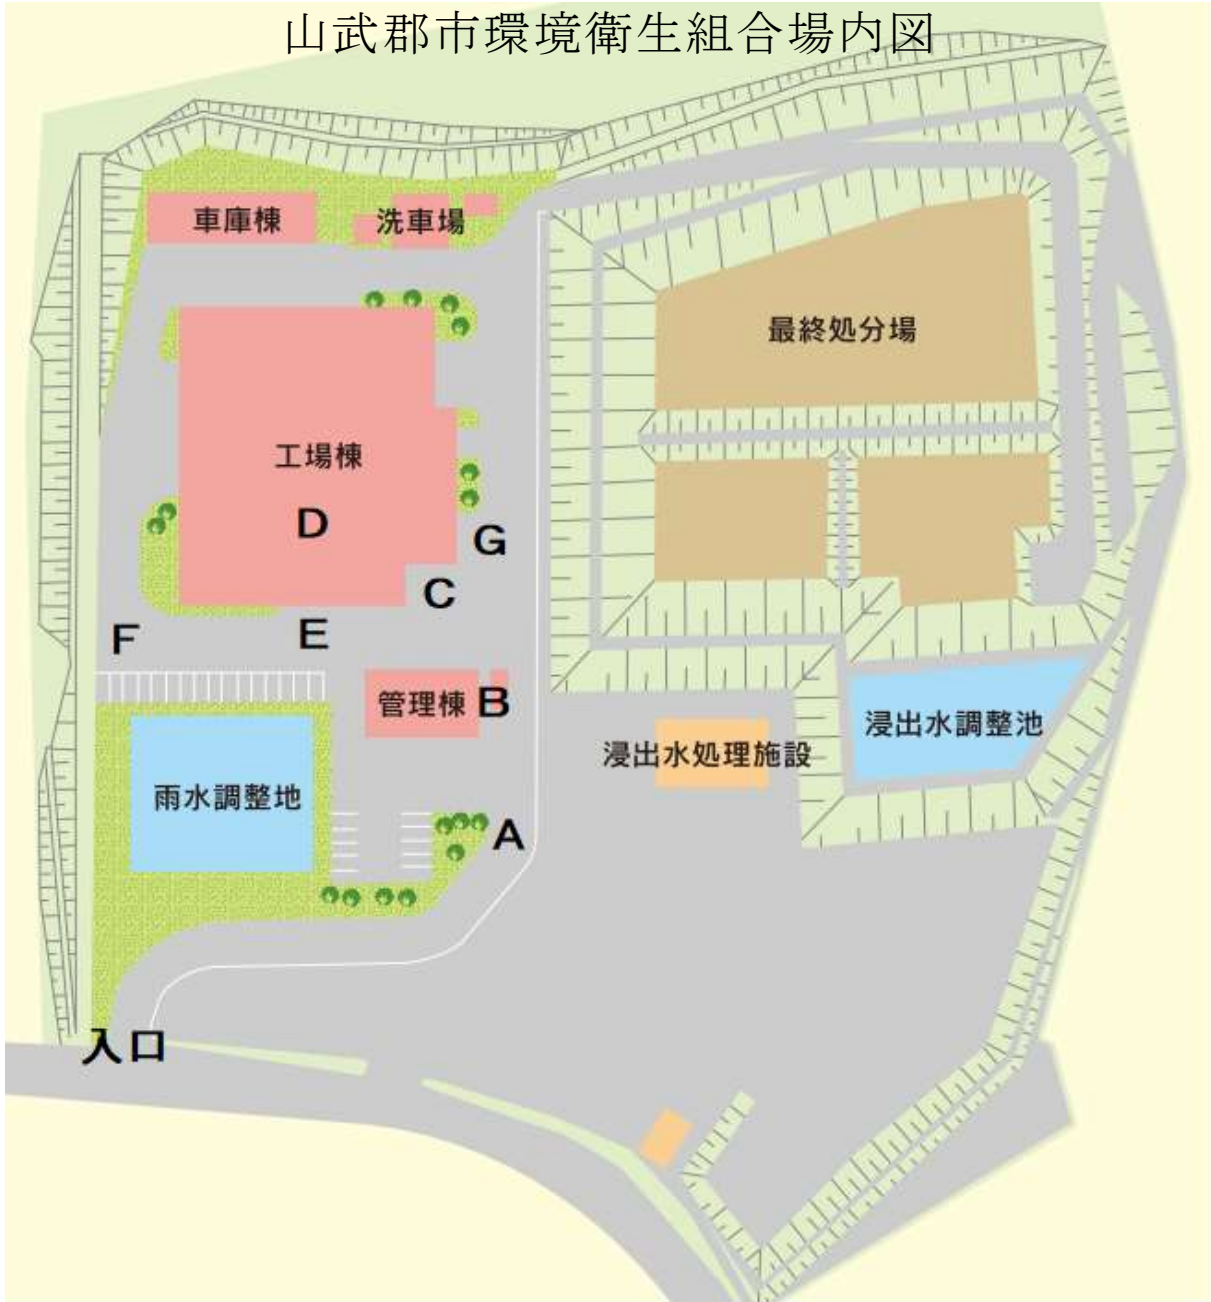 山武郡市環境衛生組合場内図
車庫棟
洗車場
最終処分場
工場棟
D
G
C
E
F
管理棟
B
浸出水調整池
浸出水処理施設
雨水調整地
A
入口